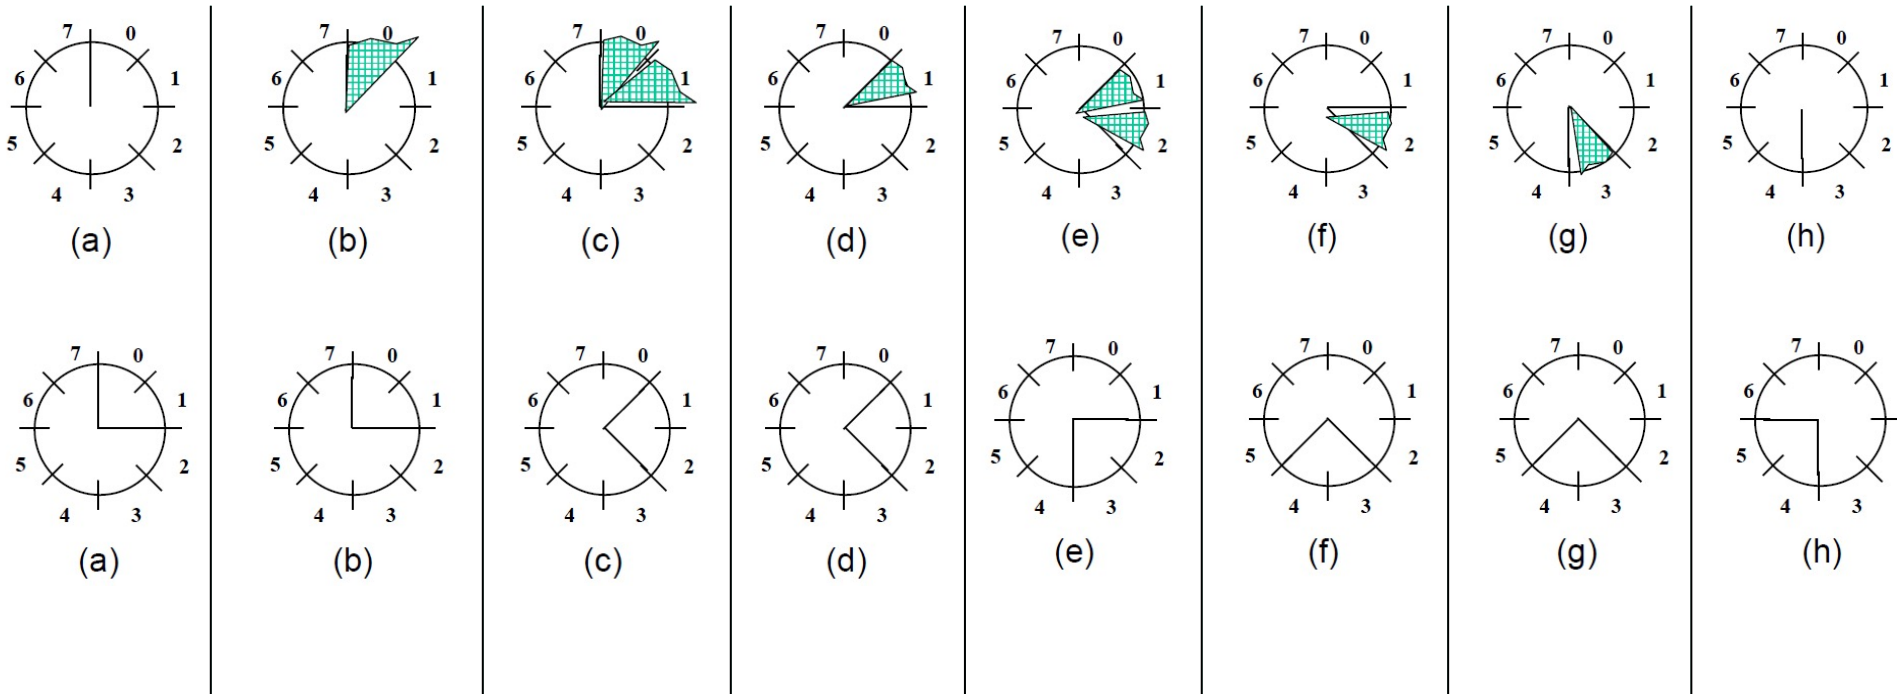 7 0 7 0 7 0 7 0 7 0 7 0 7 0 7 0
6 1 6 1 6 1 6 1 6 1 6 1 6 1 6 1
5 2 5 2 5 2 5 2 5 2 5 2 5 2 5 2
4 3 4 3 4 3 4 3 4 3 4 3 4 3 4 3
(a) (b) (c) (d) (e) (f) (g) (h)
7 0 7 0 7 0 7 0 7 0 7 0 7 0 7 0
6 1 6 1 6 1 6 1 6 1 6 1 6 1 6
5 2 5 2 5 2 5 2 5 2 5 2 5 2 5
4 3 4 3 4 3 4 3 4 3 4 3 4 3 4 3
(a) (b) (c) (d) (e) (f) (g) (h)